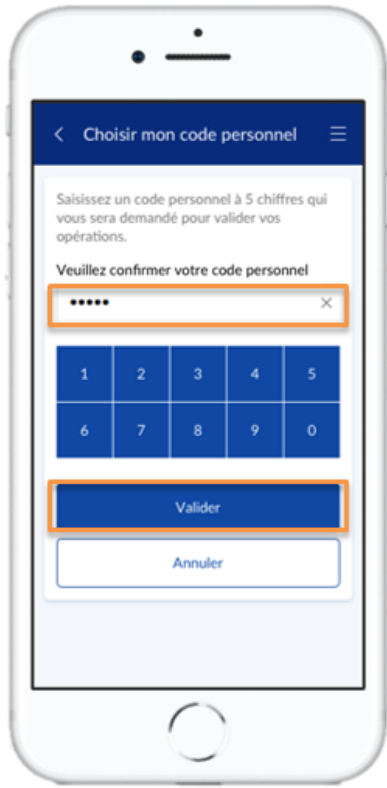 Choisir mon code personnel
Saisissez un code personnel à 5 chiffres qui
vous sera demandé pour valider vos
opérations.
Veuillez confirmer votre code personnel
•••••
1 2 3 4 5
6 7 8 9 0
Valider
Annuler